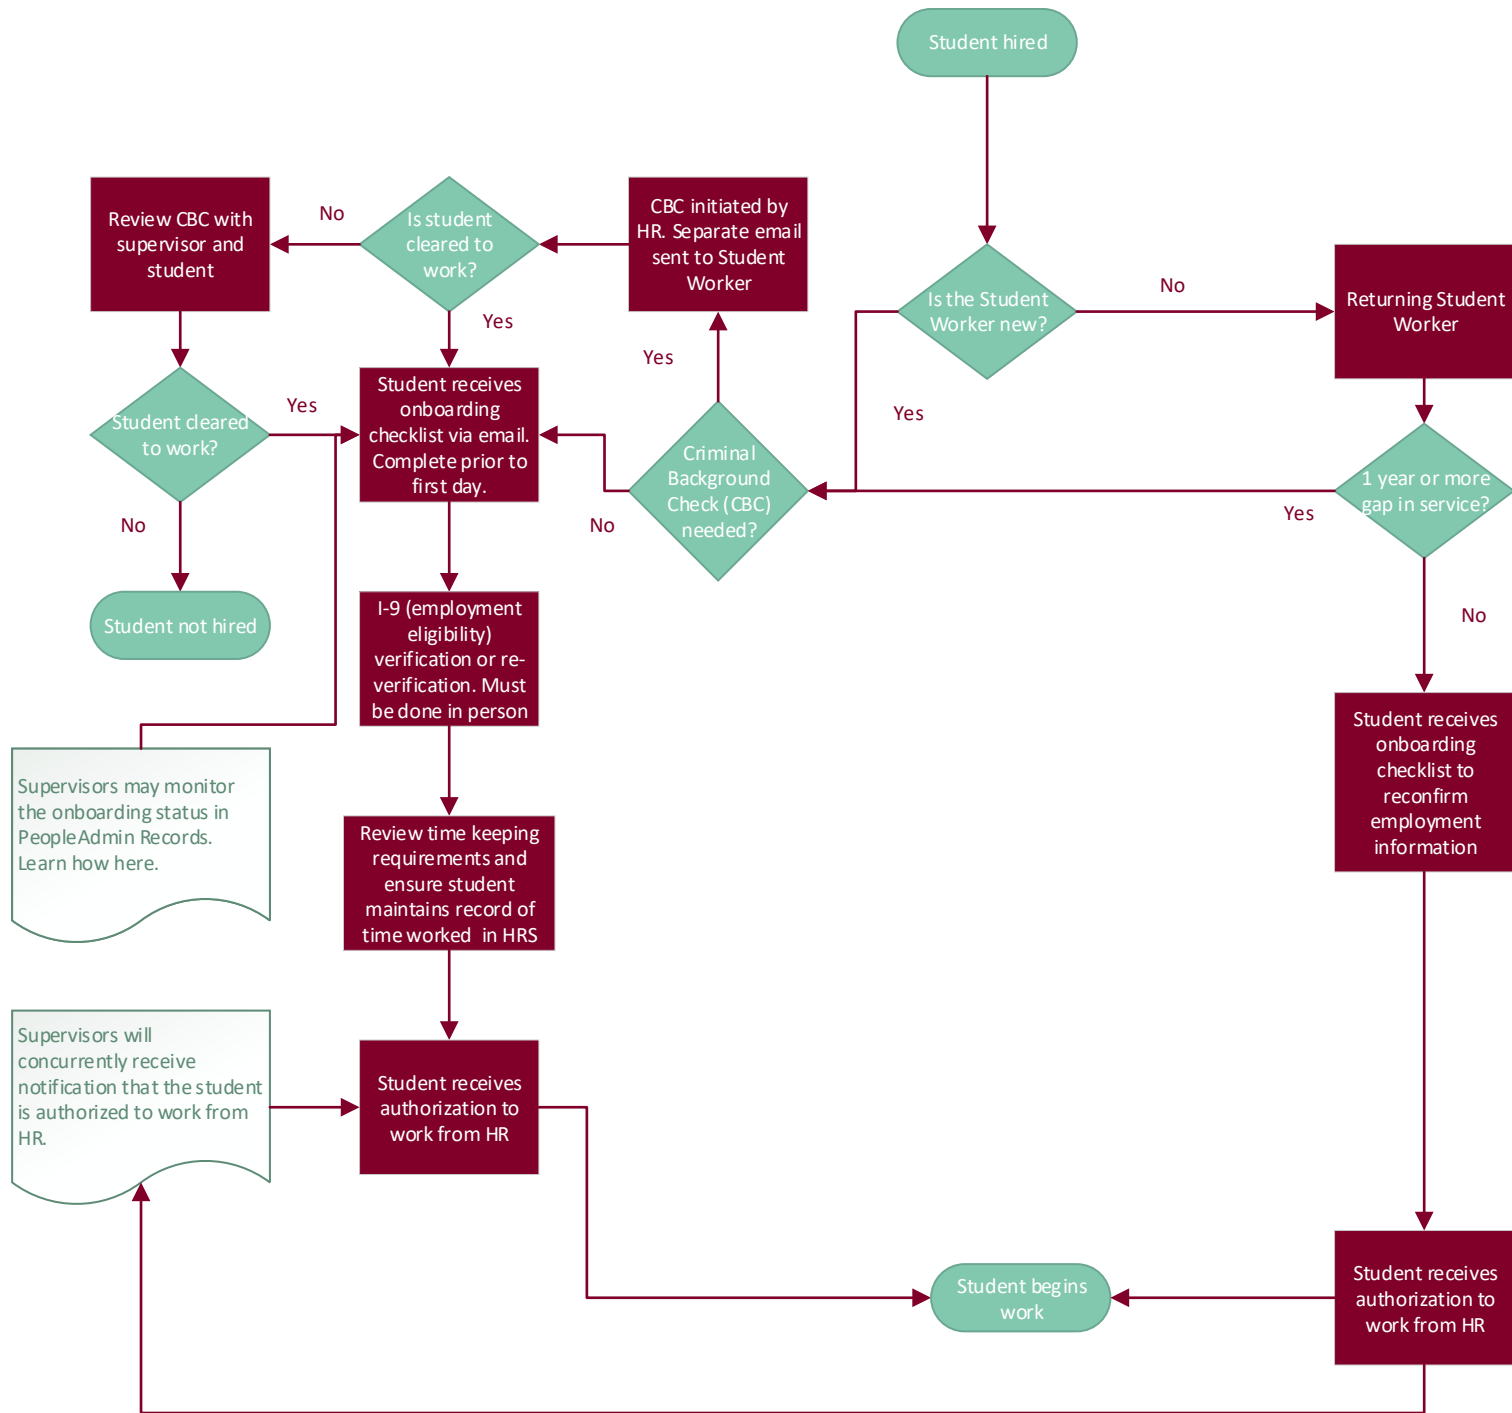 Student hired
Review CBC with
supervisor and
student
No
Is student
cleared to
work?
CBC initiated by
HR. Separate email
sent to Student
Worker
Is the Student
Worker new?
No
Returning Student
Worker
Yes
Yes
Yes
Student cleared
to work?
Yes
Student receives
onboarding
checklist via email.
Complete prior to
first day.
Criminal
Background
Check (CBC)
needed?
1 year or more
gap in service?
No
No
Yes
Student not hired
I-9 (employment
eligibility)
verification or re-
verification. Must
be done in person
No
Supervisors may monitor
the onboarding status in
PeopleAdmin Records.
Learn how here.
Student receives
onboarding
checklist to
reconfirm
employment
information
Review time keeping
requirements and
ensure student
maintains record of
time worked in HRS
Supervisors will
concurrently receive
notification that the student
is authorized to work from
HR.
Student receives
authorization to
work from HR
Student begins
work
Student receives
authorization to
work from HR